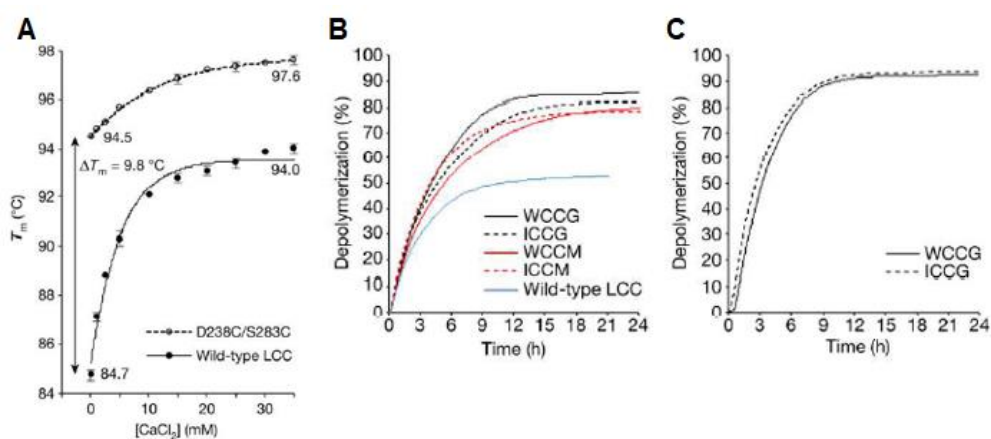 A
98
96
94
92
90
88
86
84
Tm (°C)
97.6
94.5
ΔTm = 9.8 °C
94.0
84.7
D238C/S283C
Wild-type LCC
0 10 20 30
[CaCl2] (mM)
B
100
90
80
70
60
50
40
30
20
10
0
Depolymerization (%)
WCCG
ICCG
WCCM
ICCM
Wild-type LCC
0 3 6 9 12 15 18 21 24
Time (h)
C
100
90
80
70
60
50
40
30
20
10
0
Depolymerization (%)
WCCG
ICCG
0 3 6 9 12 15 18 21 24
Time (h)